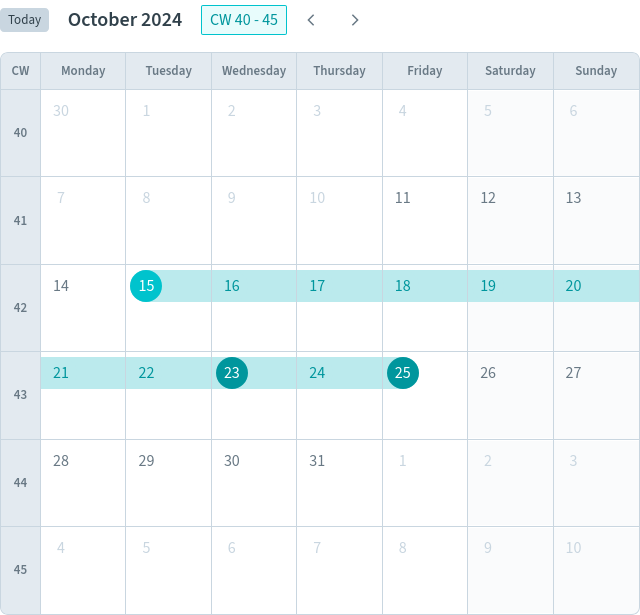 Today October 2024 CW 40 - 45
CW Monday Tuesday Wednesday Thursday Friday Saturday Sunday
40 30 1 2 3 4 5 6
41 7 8 9 10 11 12 13
42 14 15 16 17 18 19 20
43 21 22 23 24 25 26 27
44 28 29 30 31 1 2 3
45 4 5 6 7 8 9 10